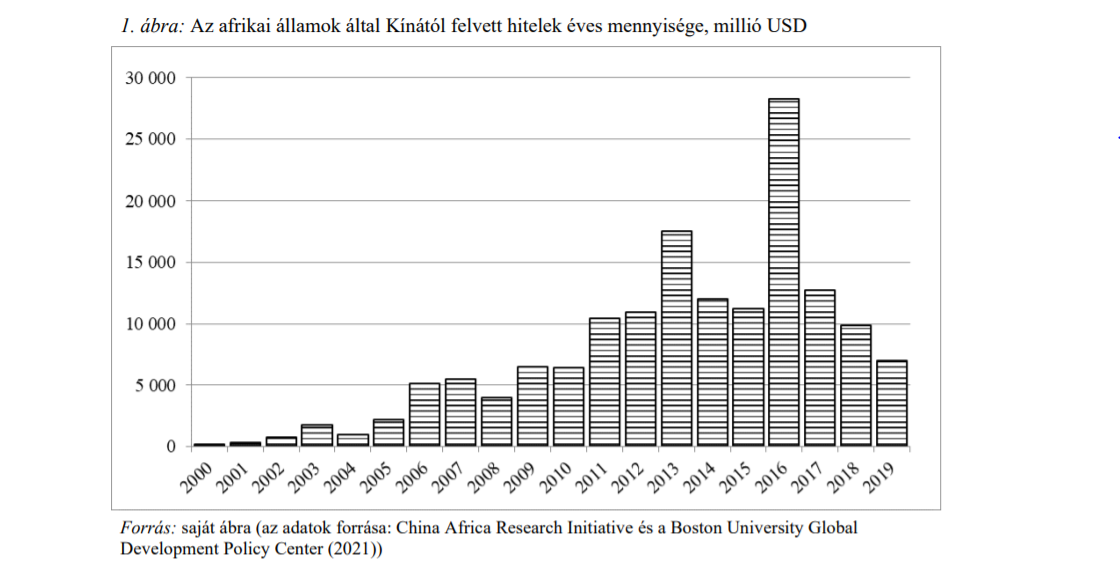 1. ábra: Az afrikai államok által Kínától felvett hitelek éves mennyisége, millió USD
30 000
25 000
20 000
15 000
10 000
5 000
0
2000 2001 2002 2003 2004 2005 2006 2007 2008 2009 2010 2011 2012 2013 2014 2015 2016 2017 2018 2019
Forrás: saját ábra (az adatok forrása: China Africa Research Initiative és a Boston University Global
Development Policy Center (2021))